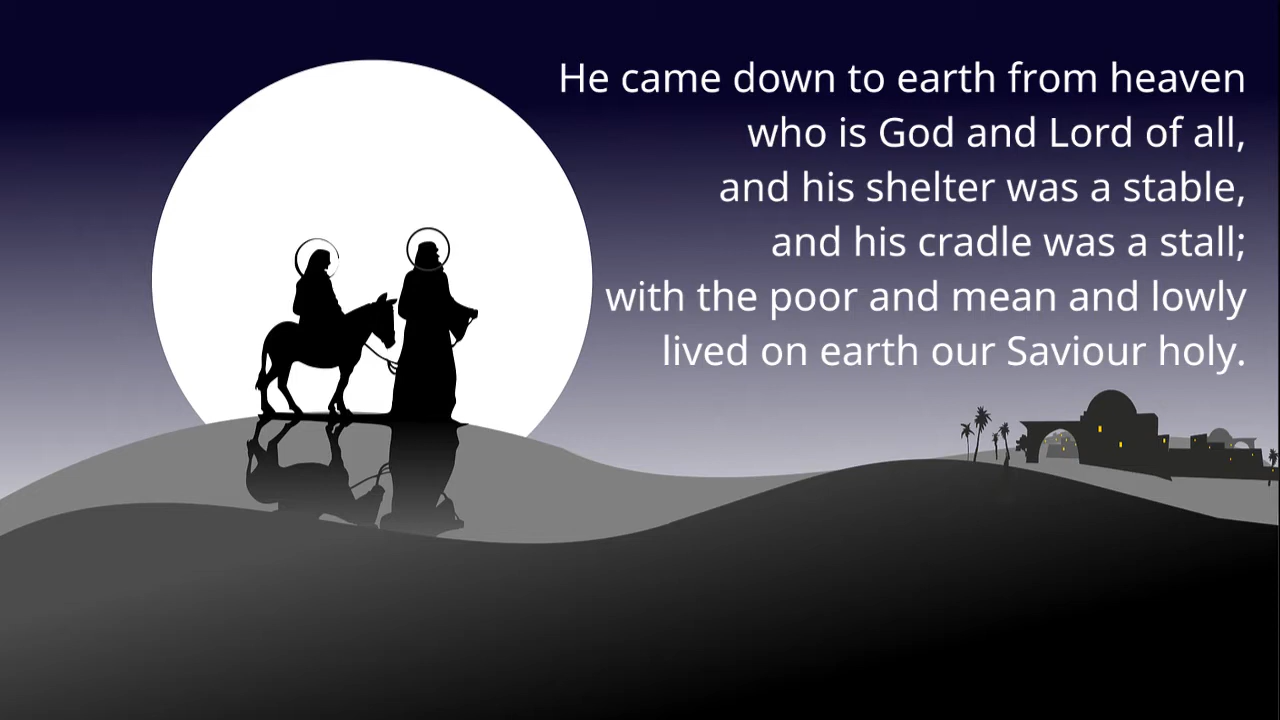 He came down to earth from heaven
who is God and Lord of all,
and his shelter was a stable,
and his cradle was a stall;
with the poor and mean and lowly
lived on earth our Saviour holy.